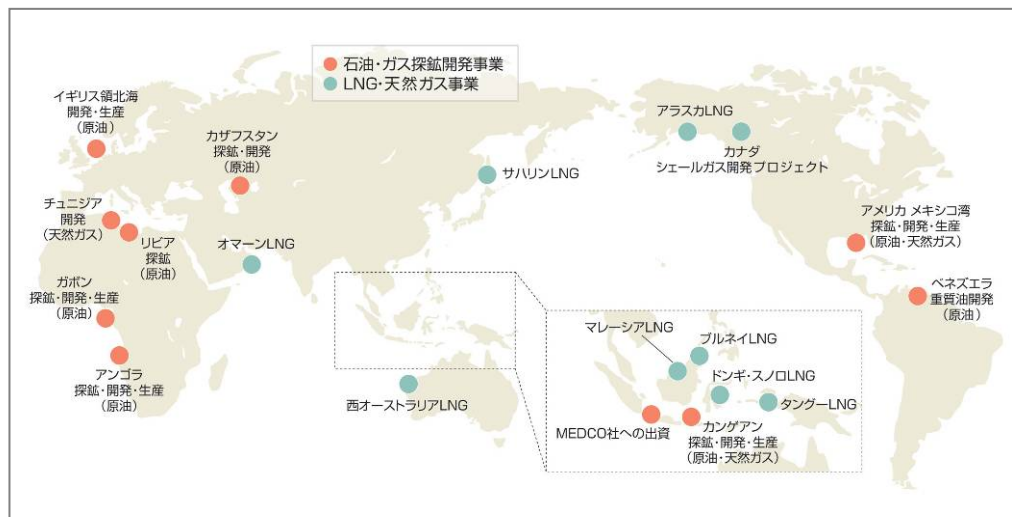 石油・ガス探鉱開発事業
LNG・天然ガス事業
イギリス領北海
開発・生産
（原油）
カザフスタン
探鉱・開発
（原油）
チュニジア
開発
（天然ガス）
リビア
探鉱
（原油）
オマーンLNG
ガボン
探鉱・開発・生産
（原油）
アンゴラ
探鉱・開発・生産
（原油）
サハリンLNG
西オーストラリアLNG
アラスカLNG
カナダ
シェールガス開発プロジェクト
アメリカ メキシコ湾
探鉱・開発・生産
（原油・天然ガス）
ベネズエラ
重質油開発
（原油）
マレーシアLNG
ブルネイLNG
ドンギ・スノロLNG
タングーLNG
MEDCO社への出資
カンゲアン
探鉱・開発・生産
（原油・天然ガス）